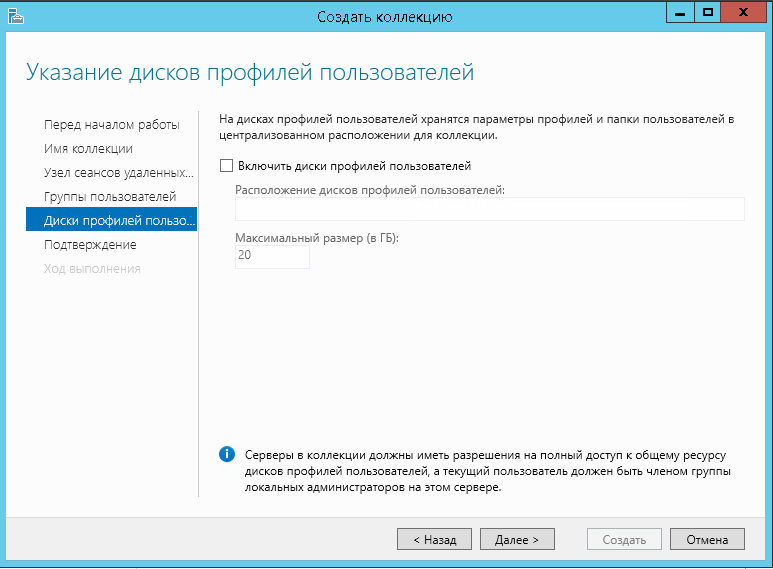 Создать коллекцию
Указание дисков профилей пользователей
Перед началом работы
Имя коллекции
Узел сеансов удаленных...
Группы пользователей
Диски профилей пользо...
Подтверждение
Ход выполнения
На дисках профилей пользователей хранятся параметры профилей и папки пользователей в
централизованном расположении для коллекции.
Включить диски профилей пользователей
Расположение дисков профилей пользователей:
Максимальный размер (в ГБ):
20
Серверы в коллекции должны иметь разрешения на полный доступ к общему ресурсу
дисков профилей пользователей, а текущий пользователь должен быть членом группы
локальных администраторов на этом сервере.
< Назад
Далее >
Создать
Отмена